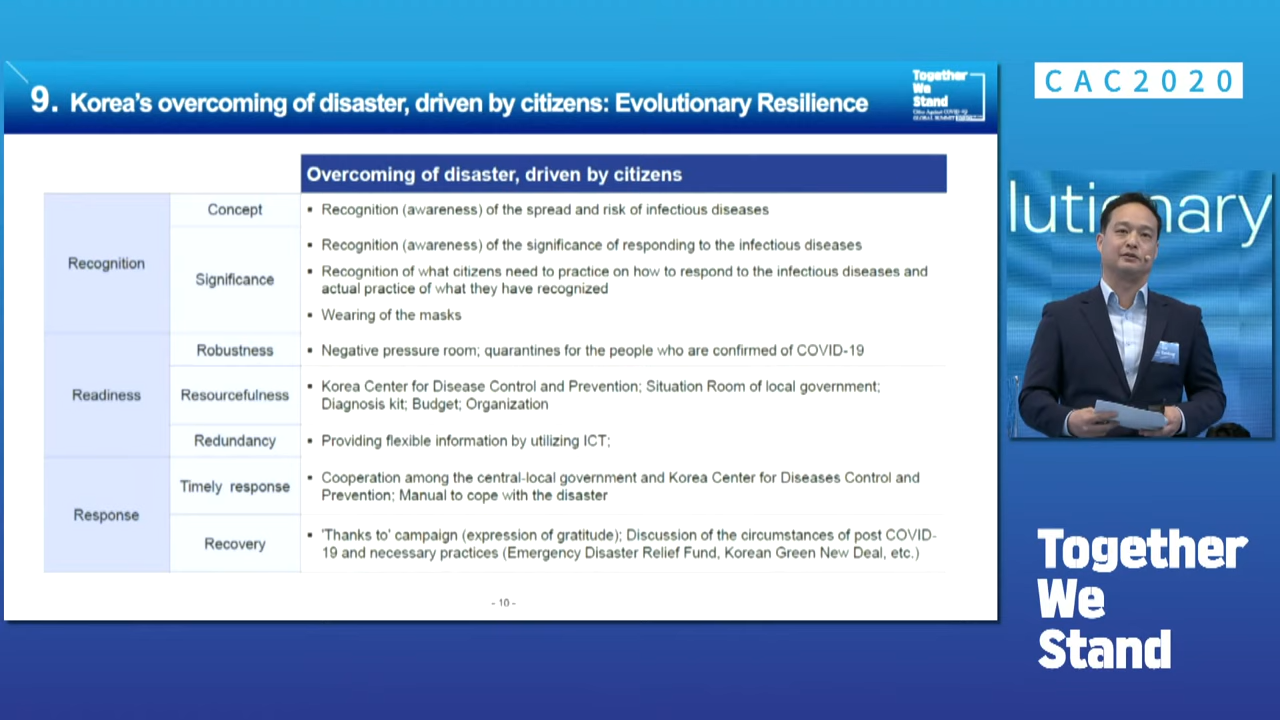 9. Korea's overcoming of disaster, driven by citizens: Evolutionary Resilience
Together
We
Stand
CAC2020
Overcoming of disaster, driven by citizens
Recognition
Concept
▪ Recognition (awareness) of the spread and risk of infectious diseases
Significance
▪ Recognition (awareness) of the significance of responding to the infectious diseases
▪ Recognition of what citizens need to practice on how to respond to the infectious diseases and
actual practice of what they have recognized
▪ Wearing of the masks
Readiness
Robustness
▪ Negative pressure room; quarantines for the people who are confirmed of COVID-19
Resourcefulness
▪ Korea Center for Disease Control and Prevention; Situation Room of local government;
Diagnosis kit; Budget; Organization
Redundancy
▪ Providing flexible information by utilizing ICT;
Response
Timely response
▪ Cooperation among the central-local government and Korea Center for Diseases Control and
Prevention; Manual to cope with the disaster
Recovery
▪ 'Thanks to' campaign (expression of gratitude); Discussion of the circumstances of post COVID-
19 and necessary practices (Emergency Disaster Relief Fund, Korean Green New Deal, etc.)
- 10 -
lutionary
Together
We
Stand